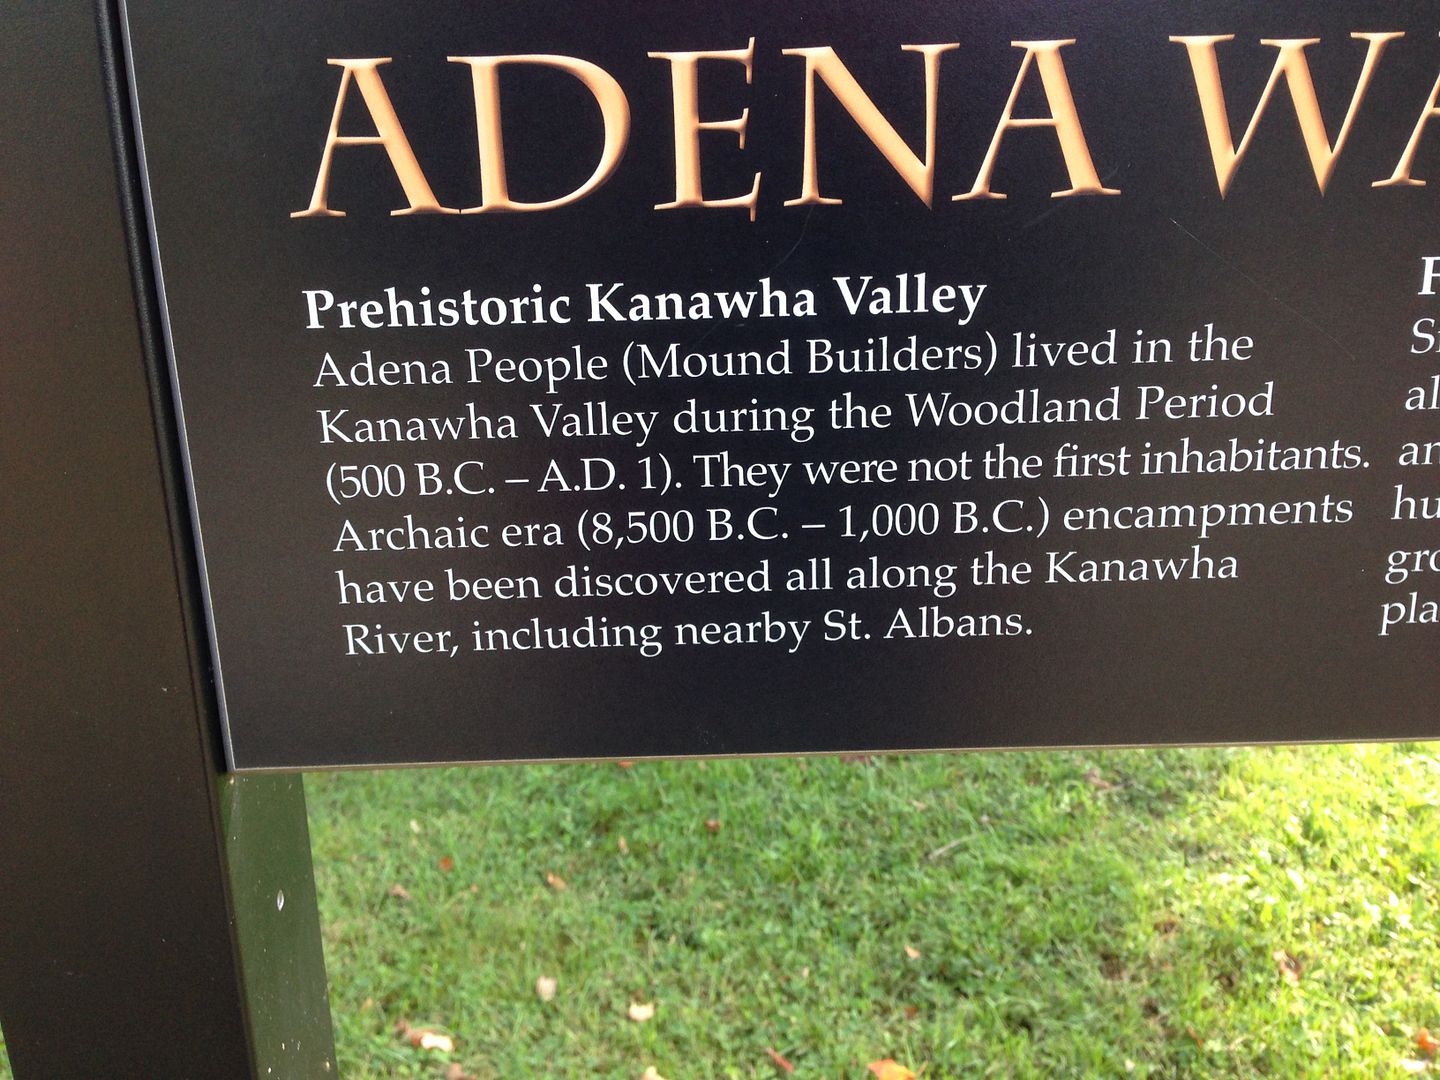 ADENA
Prehistoric Kanawha Valley
Adena People (Mound Builders) lived in the
Kanawha Valley during the Woodland Period
(500 B.C. – A.D. 1). They were not the first inhabitants.
Archaic era (8,500 B.C. – 1,000 B.C.) encampments
have been discovered all along the Kanawha
River, including nearby St. Albans.